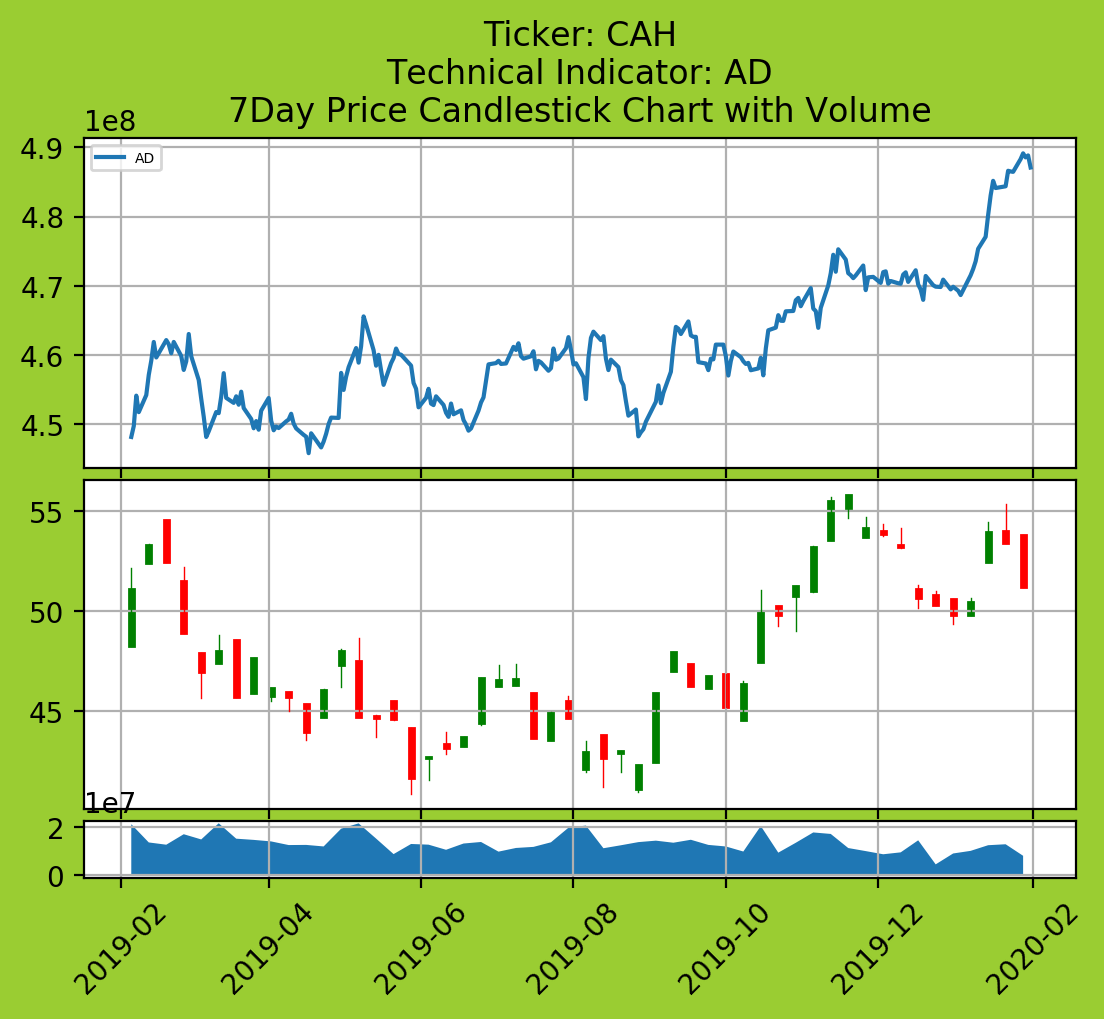 Ticker: CAH
Technical Indicator: AD
7Day Price Candlestick Chart with Volume
1e8
AD
4.9
4.8
4.7
4.6
4.5
55
50
45
1e7
2
0
2019-02 2019-04 2019-06 2019-08 2019-10 2019-12 2020-02